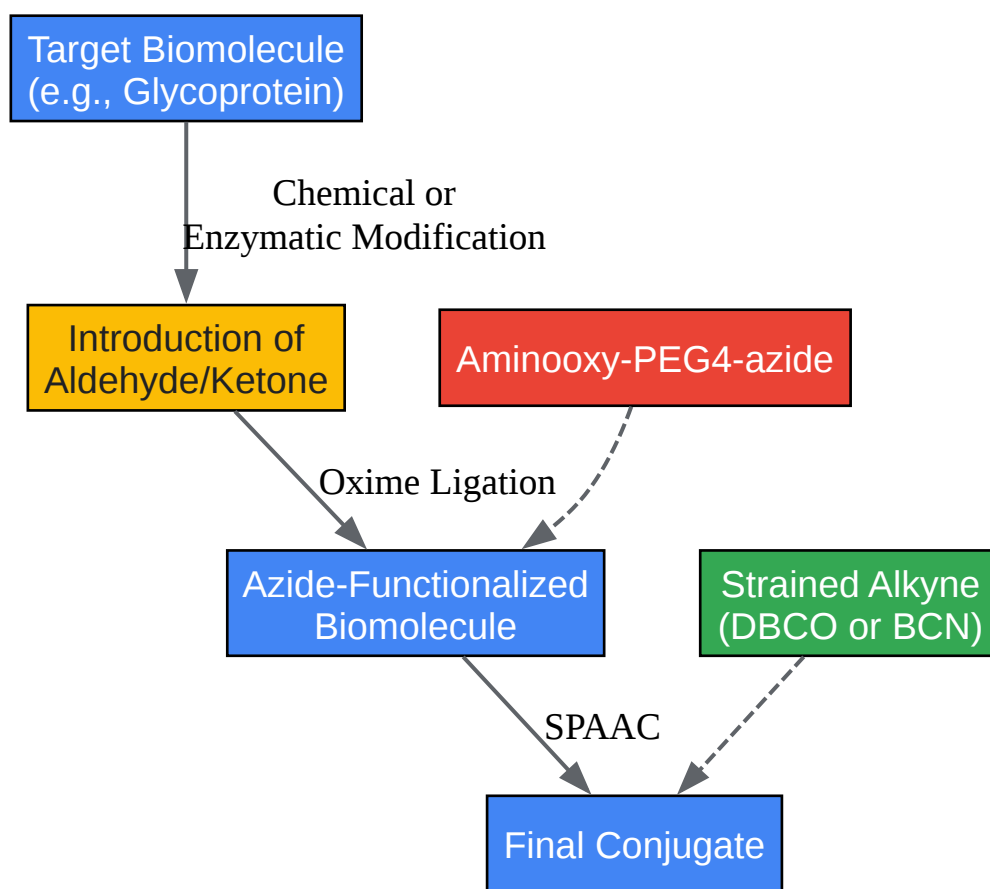 Target Biomolecule
(e.g., Glycoprotein)
Chemical or
Enzymatic Modification
Introduction of
Aldehyde/Ketone
Aminooxy-PEG4-azide
Oxime Ligation
Azide-Functionalized
Biomolecule
Strained Alkyne
(DBCO or BCN)
SPAAC
Final Conjugate